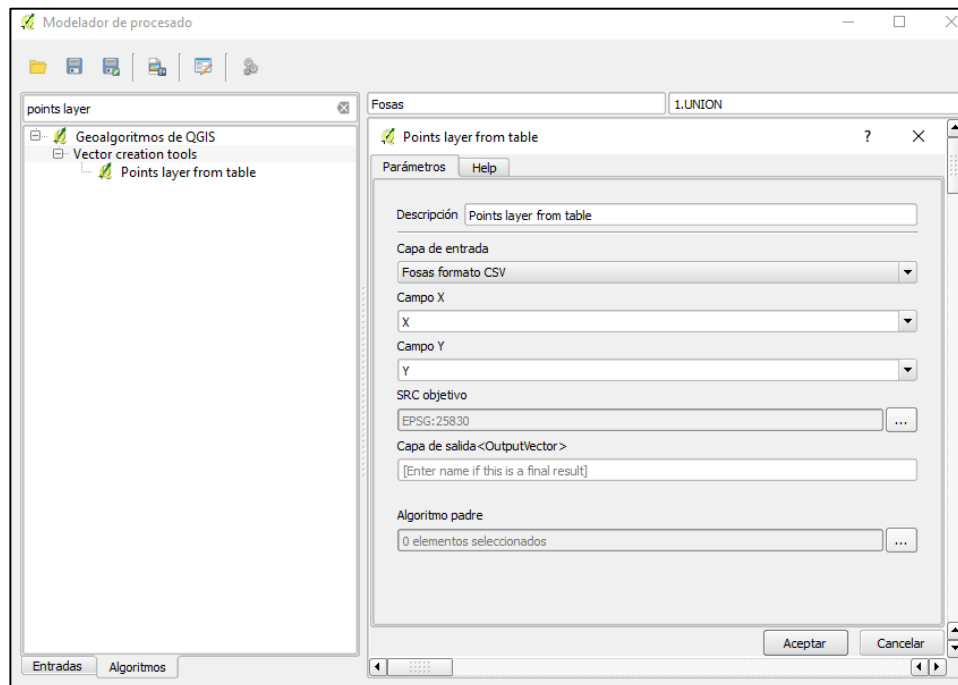 Modelador de procesado
points layer
Geoalgoritmos de QGIS
Vector creation tools
Points layer from table
Entradas
Algoritmos
Fosas
1.UNION
Points layer from table
?
Parámetros
Help
Descripción
Points layer from table
Capa de entrada
Fosas formato CSV
Campo X
X
Campo Y
Y
SRC objetivo
EPSG:25830
...
Capa de salida<OutputVector>
[Enter name if this is a final result]
Algoritmo padre
0 elementos seleccionados
...
Aceptar
Cancelar